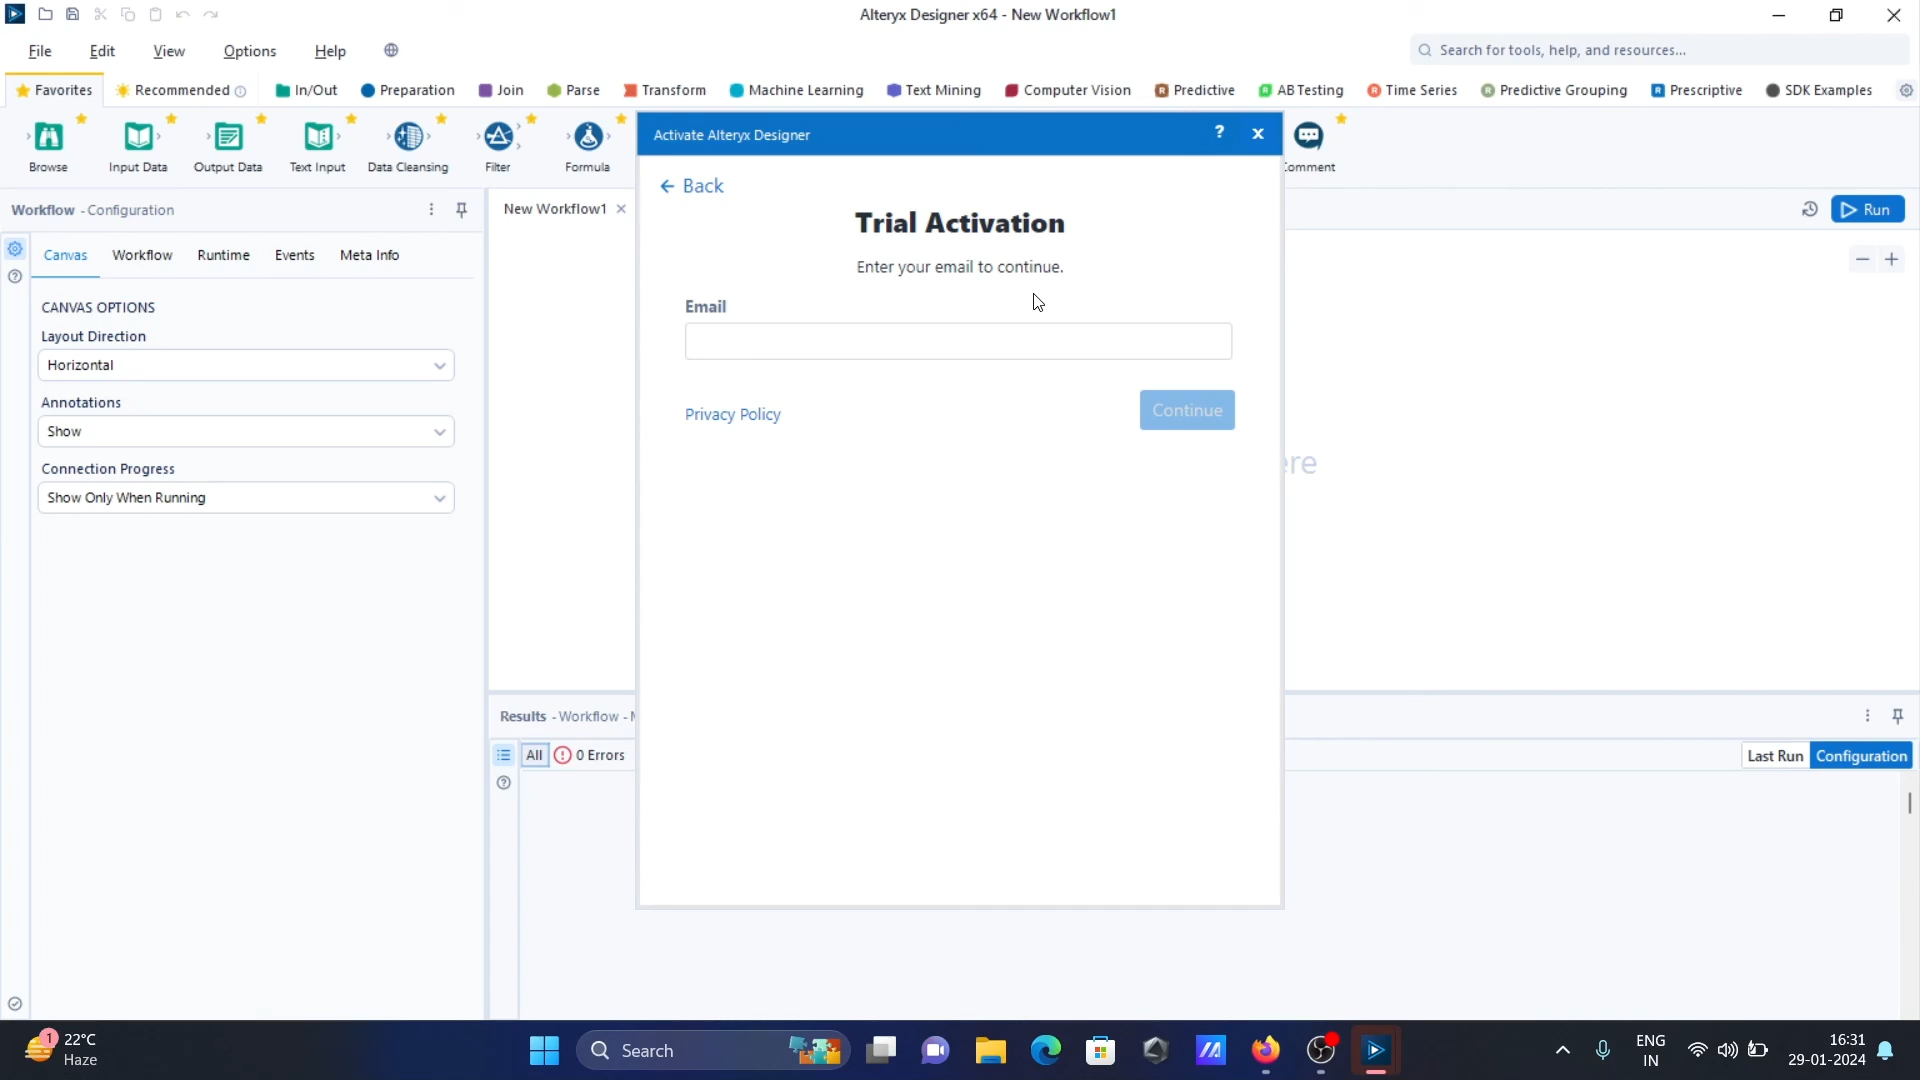 Alteryx Designer x64 - New Workflow1
File Edit View Options Help
Search for tools, help, and resources...
Favorites Recommended In/Out Preparation Join Parse Transform Machine Learning Text Mining Computer Vision Predictive AB Testing Time Series Predictive Grouping Prescriptive SDK Examples
Browse Input Data Output Data Text Input Data Cleansing Filter Formula omment
Activate Alteryx Designer ? x
Workflow - Configuration
New Workflow1
Run
Canvas Workflow Runtime Events Meta Info
CANVAS OPTIONS
Layout Direction
Horizontal
Annotations
Show
Connection Progress
Show Only When Running
Back
Trial Activation
Enter your email to continue.
Email
Privacy Policy
Continue
ere
Results - Workflow -
All 0 Errors
Last Run Configuration
1 22°C
Haze
Search
ENG
IN
16:31
29-01-2024